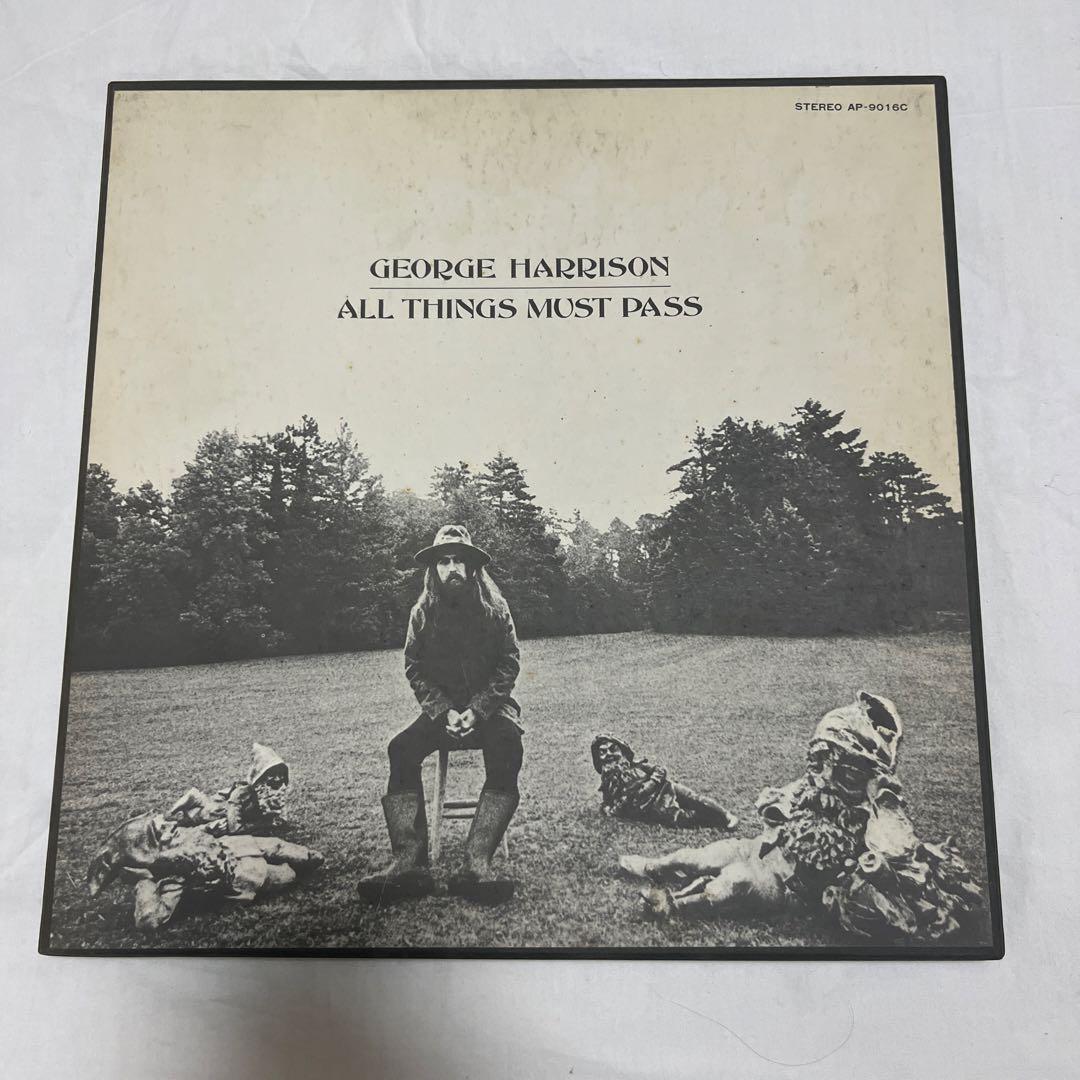 STEREO AP-9016C
GEORGE HARRISON
ALL THINGS MUST PASS